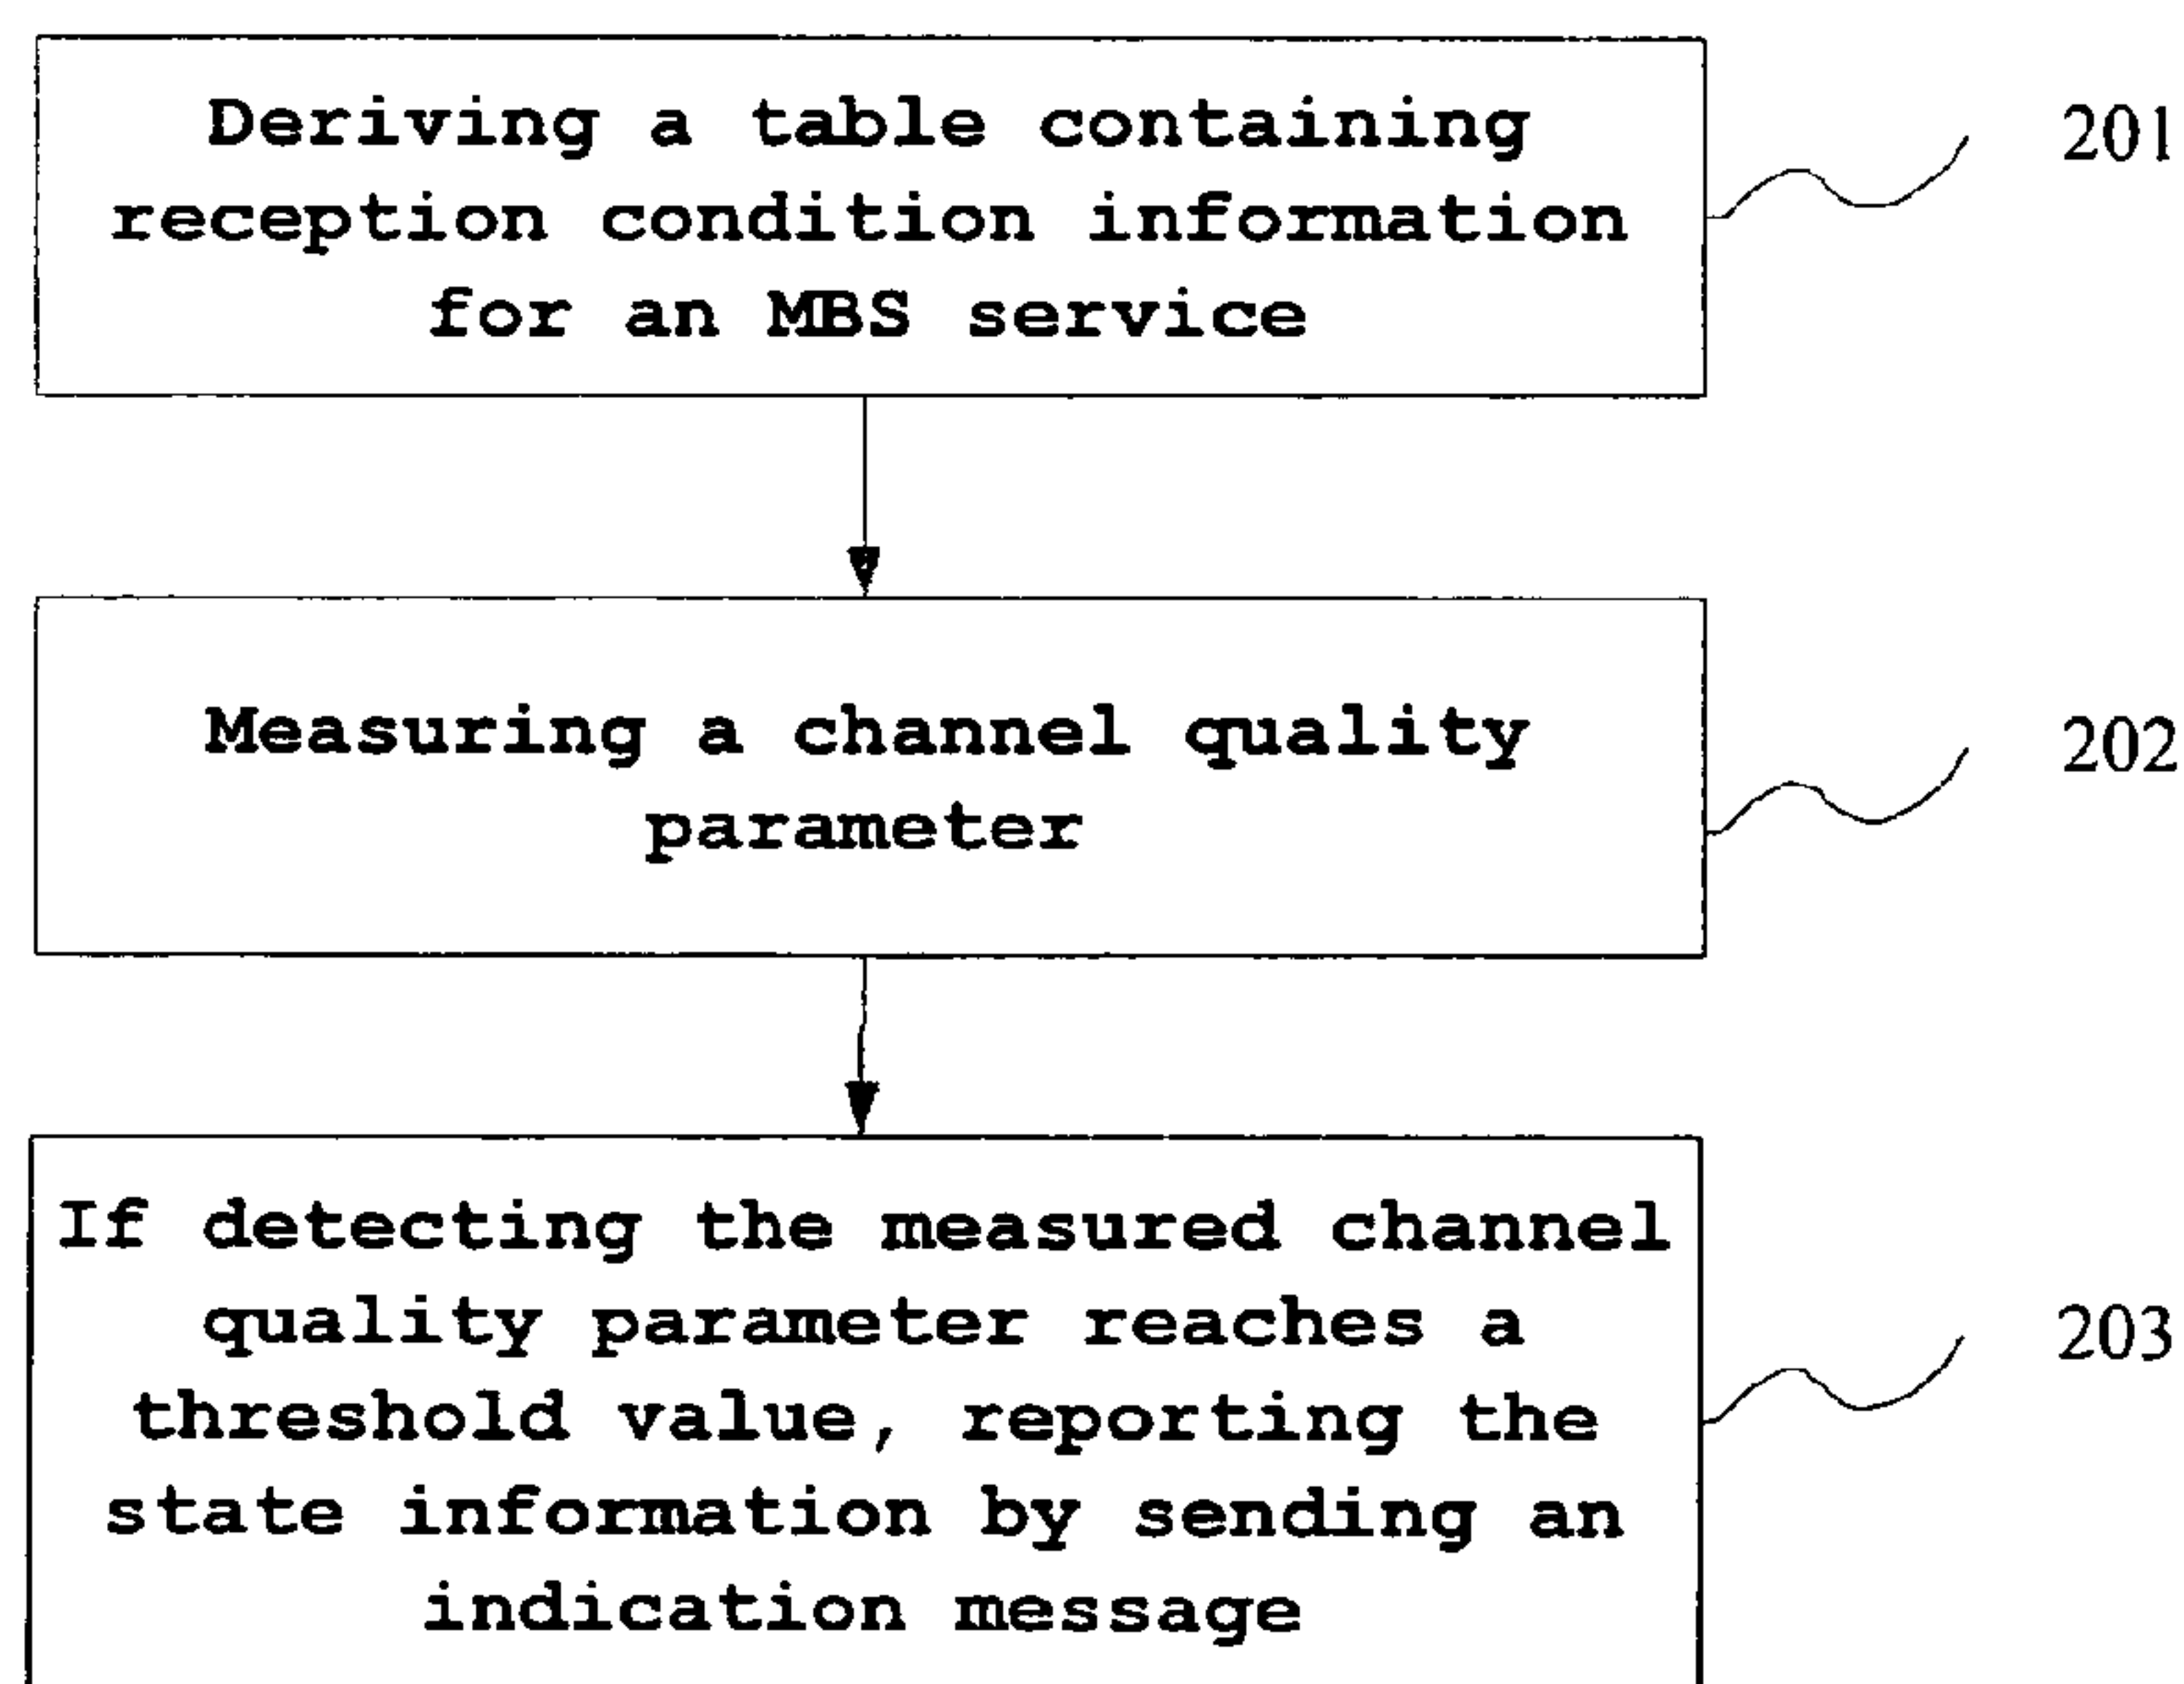 Deriving a table containing
reception condition information
for an MBS service
201
Measuring a channel quality
parameter
202
If detecting the measured channel
quality parameter reaches a
threshold value, reporting the
state information by sending an
indication message
203